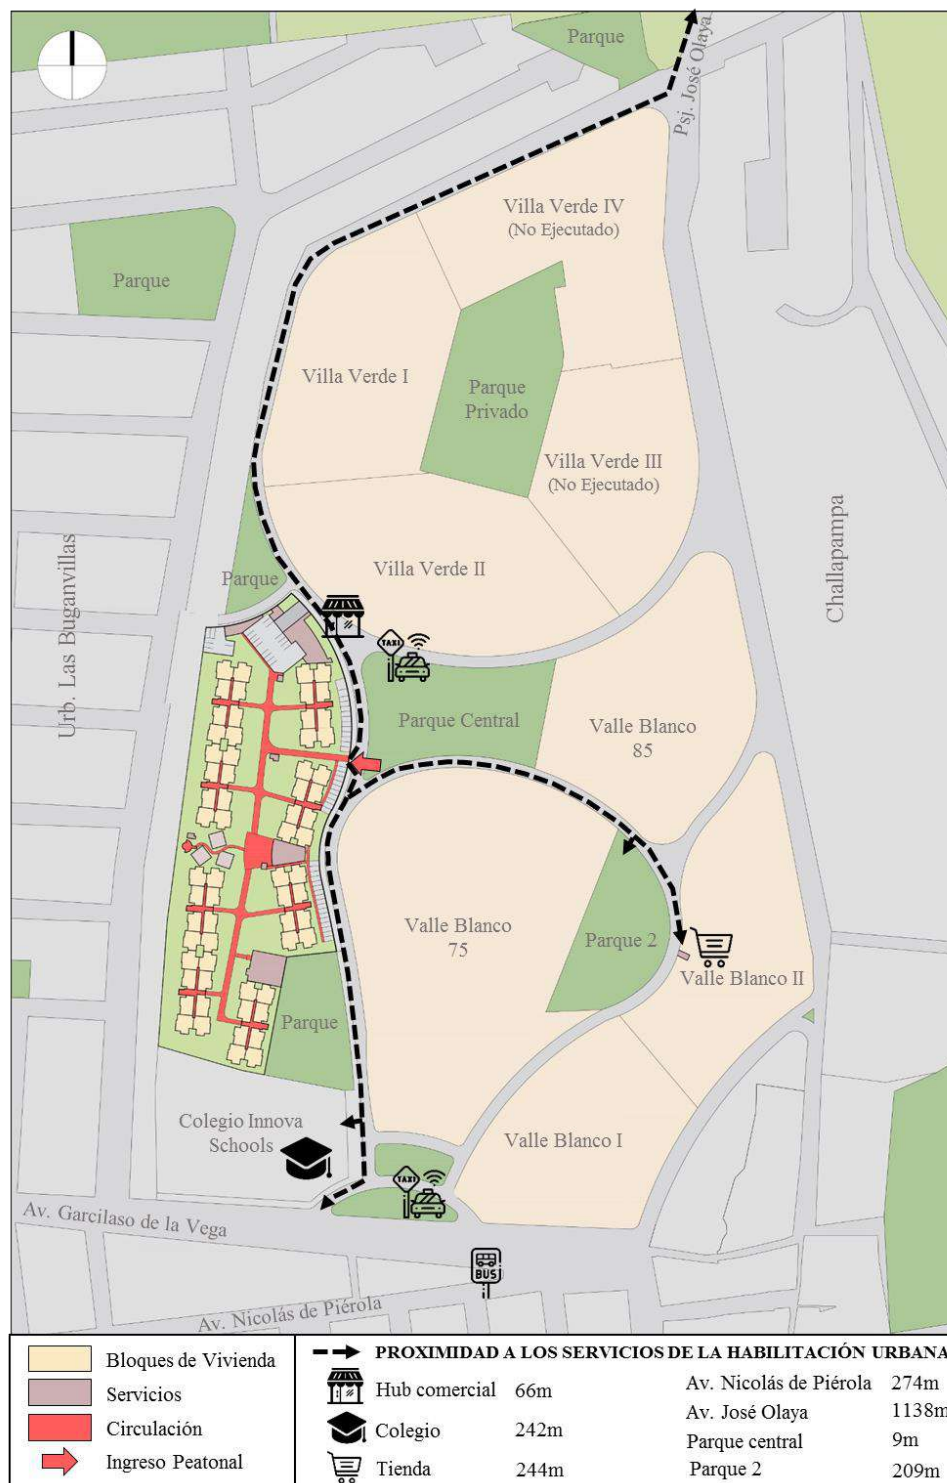 Parque
Psj. José Olaya
Villa Verde IV
(No Ejecutado)
Parque
Villa Verde I
Parque
Privado
Villa Verde III
(No Ejecutado)
Challapampa
Villa Verde II
Parque
Urb. Las Buganvillas
TAXI
Parque Central
Valle Blanco
85
Valle Blanco
75
Parque 2
Valle Blanco II
Parque
Colegio Innova
Schools
Valle Blanco I
TAXI
Av. Garcilaso de la Vega
BUS
Av. Nicolás de Piérola
Bloques de Vivienda
Servicios
Circulación
Ingreso Peatonal
PROXIMIDAD A LOS SERVICIOS DE LA HABILITACIÓN URBANA
Hub comercial 66m
Colegio 242m
Tienda 244m
Av. Nicolás de Piérola 274m
Av. José Olaya 1138m
Parque central 9m
Parque 2 209m